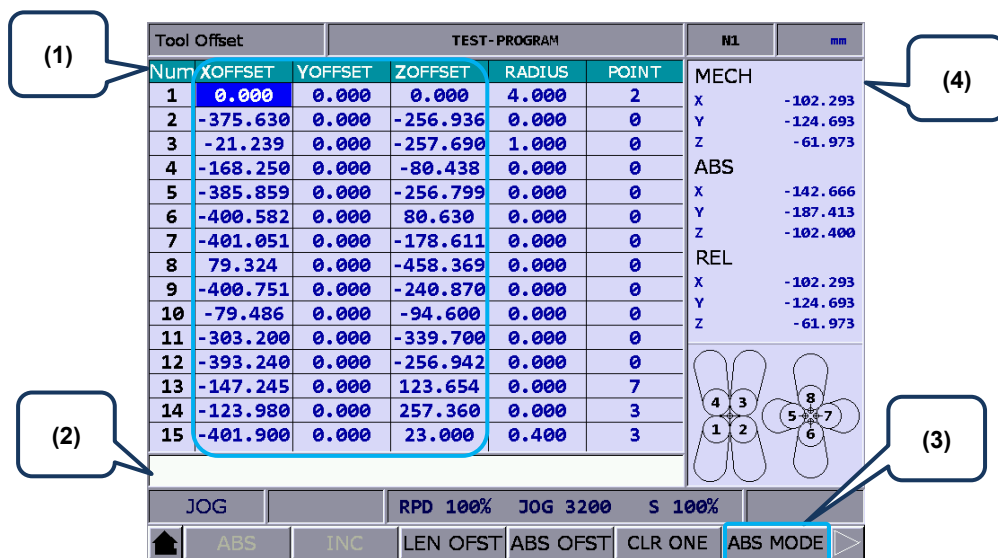 (1)
Tool Offset TEST-PROGRAM N1 mm
Num XOFFSET YOFFSET ZOFFSET RADIUS POINT
1 0.000 0.000 0.000 4.000 2
2 -375.630 0.000 -256.936 0.000 0
3 -21.239 0.000 -257.690 1.000 0
4 -168.250 0.000 -80.438 0.000 0
5 -385.859 0.000 -256.799 0.000 0
6 -400.582 0.000 80.630 0.000 0
7 -401.051 0.000 -178.611 0.000 0
8 79.324 0.000 -458.369 0.000 0
9 -400.751 0.000 -240.870 0.000 0
10 -79.486 0.000 -94.600 0.000 0
11 -303.200 0.000 -339.700 0.000 0
12 -393.240 0.000 -256.942 0.000 0
13 -147.245 0.000 123.654 0.000 7
14 -123.980 0.000 257.360 0.000 3
15 -401.900 0.000 23.000 0.400 3
MECH
X -102.293
Y -124.693
Z -61.973
ABS
X -142.666
Y -187.413
Z -102.400
REL
X -102.293
Y -124.693
Z -61.973
(4)
4 3 8
5 7
1 2 6
(2)
(3)
JOG RPD 100% JOG 3200 S 100%
ABS INC LEN OFST ABS OFST CLR ONE ABS MODE